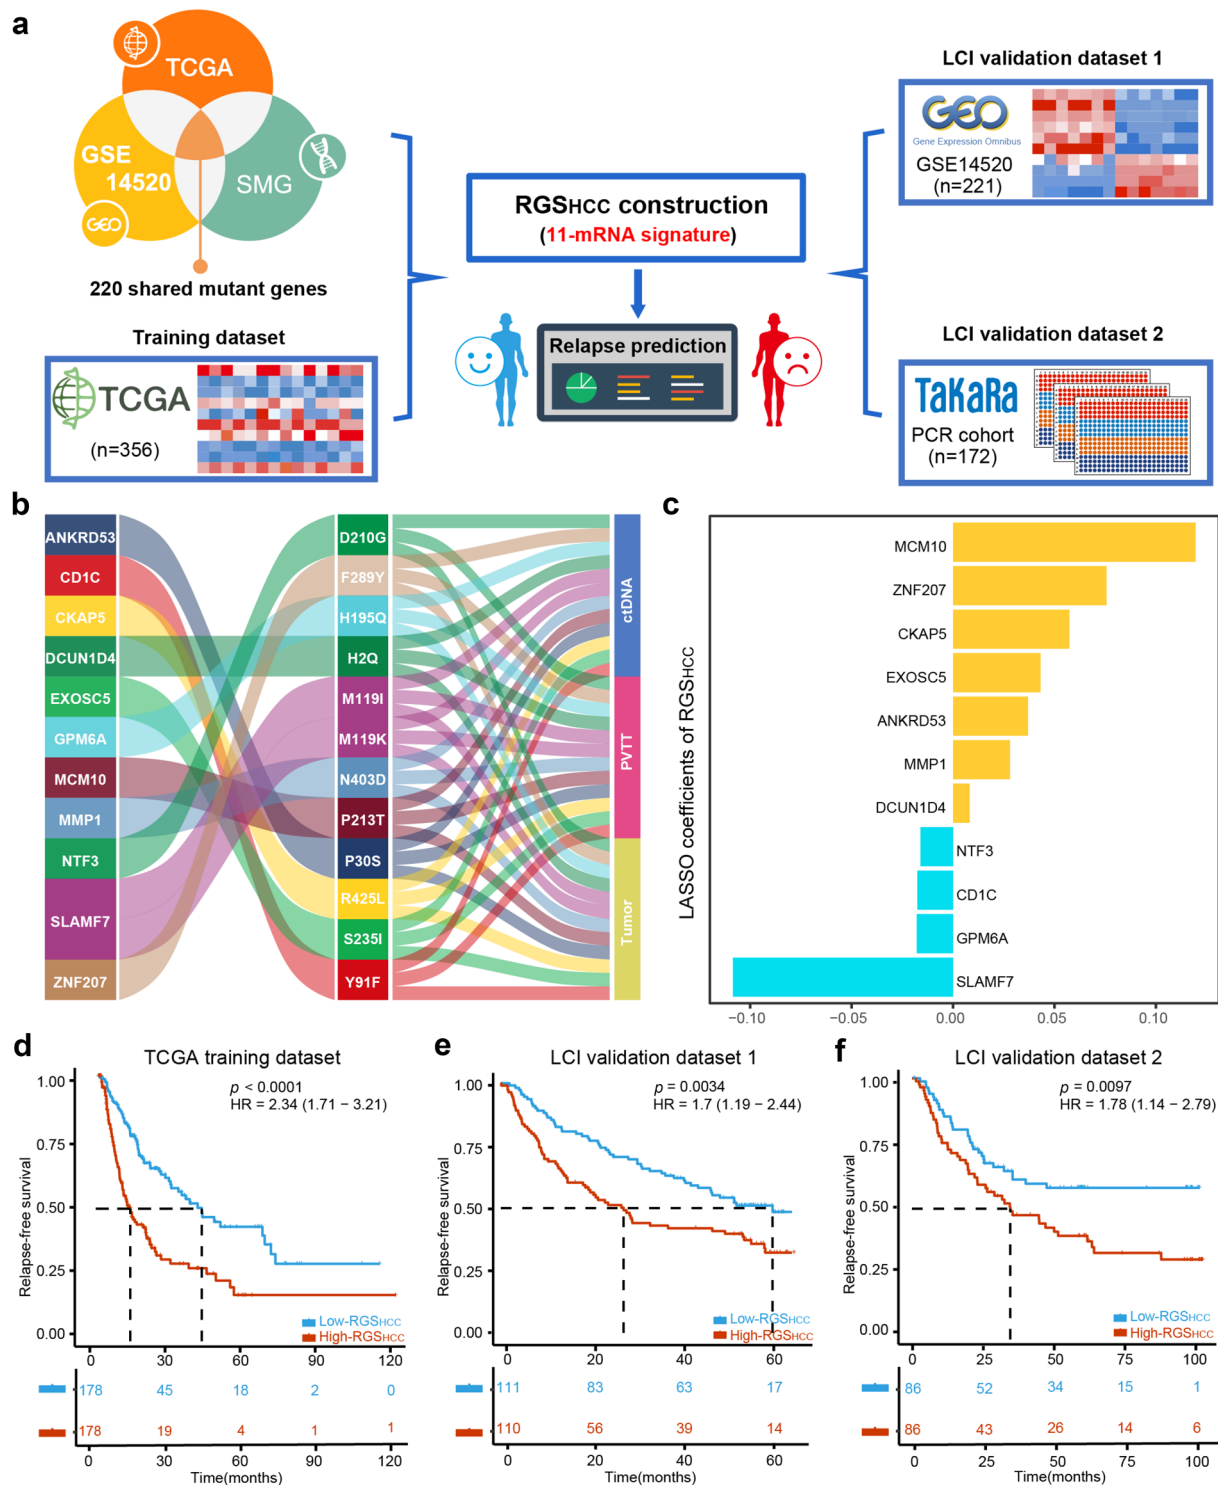 a
TCGA
GSE
14520
SMG
GEO
220 shared mutant genes
Training dataset
TCGA
(n=356)
RGSHCC construction
(11-mRNA signature)
Relapse prediction
LCI validation dataset 1
GEO
Gene Expression Omnibus
GSE14520
(n=221)
LCI validation dataset 2
TaKaRa
PCR cohort
(n=172)
b
ANKRD53
CD1C
CKAP5
DCUN1D4
EXOSC5
GPM6A
MCM10
MMP1
NTF3
SLAMF7
ZNF207
D210G
F289Y
H195Q
H2Q
M119I
M119K
N403D
P213T
P30S
R425L
S235I
Y91F
ctDNA
PVTT
Tumor
c
LASSO coefficients of RGSHCC
MCM10
ZNF207
CKAP5
EXOSC5
ANKRD53
MMP1
DCUN1D4
NTF3
CD1C
GPM6A
SLAMF7
−0.10 −0.05 0.00 0.05 0.10
d
TCGA training dataset
p < 0.0001
HR = 2.34 (1.71 − 3.21)
Relapse-free survival
1.00
0.75
0.50
0.25
0.00
Low-RGSHCC
High-RGSHCC
0 30 60 90 120
178 45 18 2 0
178 19 4 1 1
0 30 60 90 120
Time(months)
e
LCI validation dataset 1
p = 0.0034
HR = 1.7 (1.19 − 2.44)
Relapse-free survival
1.00
0.75
0.50
0.25
0.00
Low-RGSHCC
High-RGSHCC
0 20 40 60
111 83 63 17
110 56 39 14
0 20 40 60
Time(months)
f
LCI validation dataset 2
p = 0.0097
HR = 1.78 (1.14 − 2.79)
Relapse-free survival
1.00
0.75
0.50
0.25
0.00
Low-RGSHCC
High-RGSHCC
0 25 50 75 100
86 52 34 15 1
86 43 26 14 6
0 25 50 75 100
Time(months)